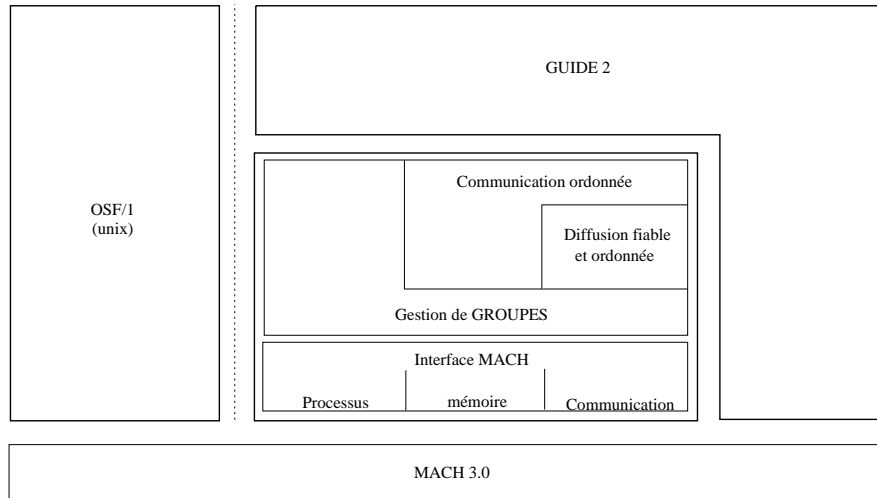 GUIDE 2
OSF/1
(unix)
Communication ordonnée
Diffusion fiable
et ordonnée
Gestion de GROUPES
Interface MACH
Processus
mémoire
Communication
MACH 3.0